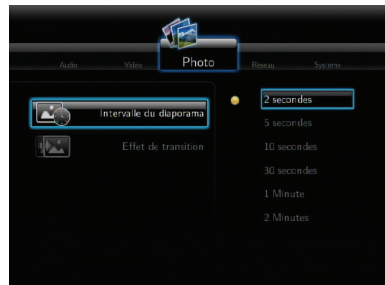 Audio Vidéo Photo Réseau Système
Intervalle du diaporama
Effet de transition
2 secondes
5 secondes
10 secondes
30 secondes
1 Minute
2 Minutes